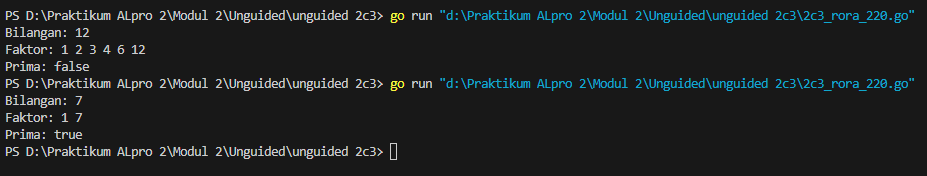 PS D:\Praktikum ALpro 2\Modul 2\Unguided\unguided 2c3> go run "d:\Praktikum ALpro 2\Modul 2\Unguided\unguided 2c3\2c3_rora_220.go"
Bilangan: 12
Faktor: 1 2 3 4 6 12
Prima: false
PS D:\Praktikum ALpro 2\Modul 2\Unguided\unguided 2c3> go run "d:\Praktikum ALpro 2\Modul 2\Unguided\unguided 2c3\2c3_rora_220.go"
Bilangan: 7
Faktor: 1 7
Prima: true
PS D:\Praktikum ALpro 2\Modul 2\Unguided\unguided 2c3>